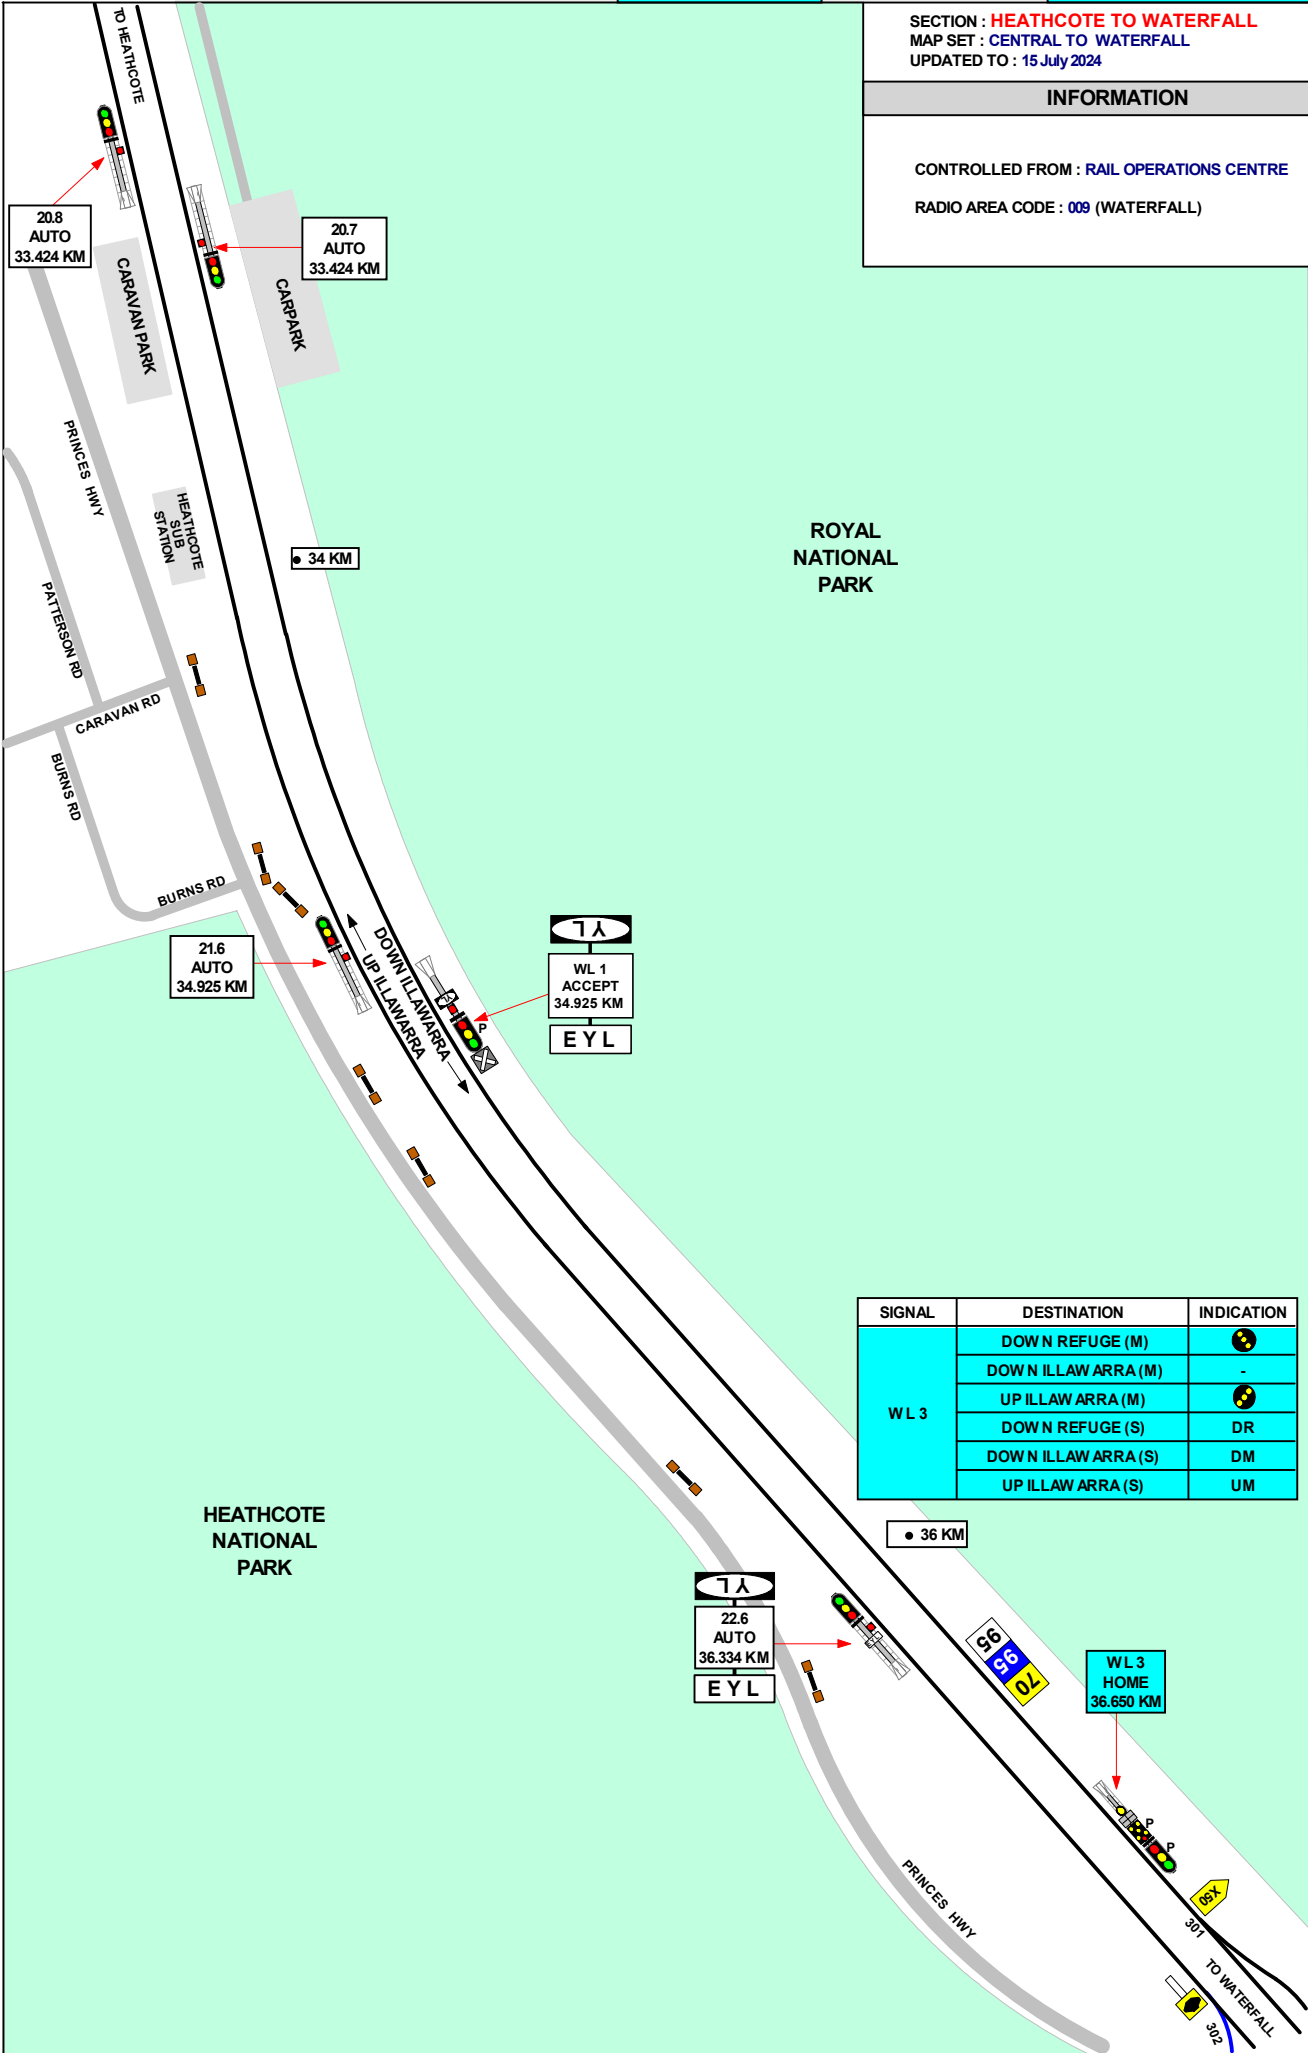 SECTION : HEATHCOTE TO WATERFALL
MAP SET : CENTRAL TO WATERFALL
UPDATED TO : 15 July 2024
INFORMATION
CONTROLLED FROM : RAIL OPERATIONS CENTRE
RADIO AREA CODE : 009 (WATERFALL)
TO HEATHCOTE
20.8
AUTO
33.424 KM
20.7
AUTO
33.424 KM
CARAVAN PARK
CARPARK
PRINCES HWY
HEATHCOTE
SUB
STATION
34 KM
ROYAL
NATIONAL
PARK
PATTERSON RD
CARAVAN RD
BURNS RD
BURNS RD
21.6
AUTO
34.925 KM
DOWN ILLAWARRA
UP ILLAWARRA
YL
WL 1
ACCEPT
34.925 KM
E Y L
YL
P
SIGNAL DESTINATION INDICATION
WL 3
DOWN REFUGE (M)
DOWN ILLAWARRA (M) -
UP ILLAWARRA (M)
DOWN REFUGE (S) DR
DOWN ILLAWARRA (S) DM
UP ILLAWARRA (S) UM
HEATHCOTE
NATIONAL
PARK
36 KM
YL
22.6
AUTO
36.334 KM
E Y L
95
95
70
WL 3
HOME
36.650 KM
P
P
X50
301
PRINCES HWY
TO WATERFALL
302